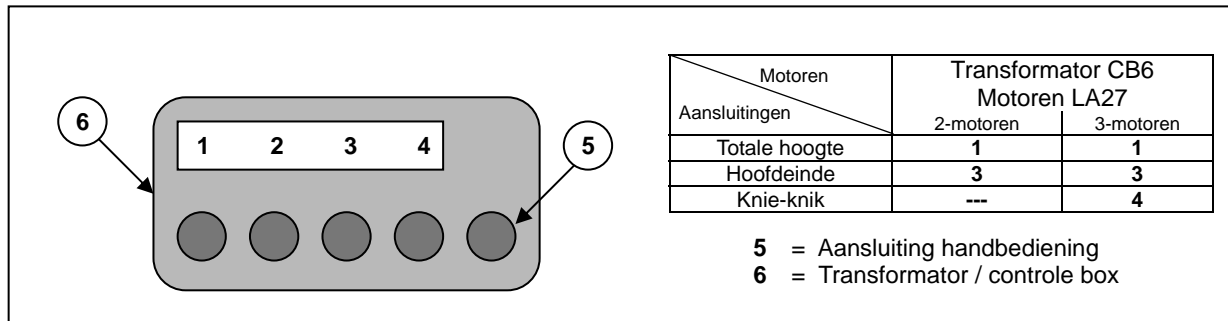 6
1 2 3 4
5
Motoren
Aansluitingen
Transformator CB6
Motoren LA27
2-motoren 3-motoren
Totale hoogte 1 1
Hoofdeinde 3 3
Knie-knik --- 4
5 = Aansluiting handbediening
6 = Transformator / controle box